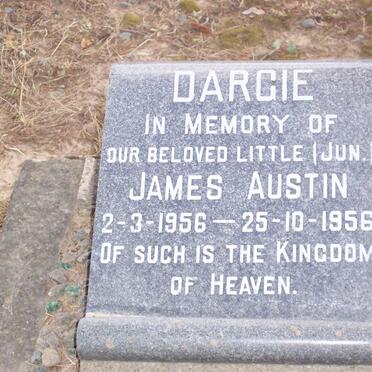 DARGIE
IN MEMORY OF
OUR BELOVED LITTLE (JUN.)
JAMES AUSTIN
2-3-1956 — 25-10-1956
OF SUCH IS THE KINGDOM
OF HEAVEN.